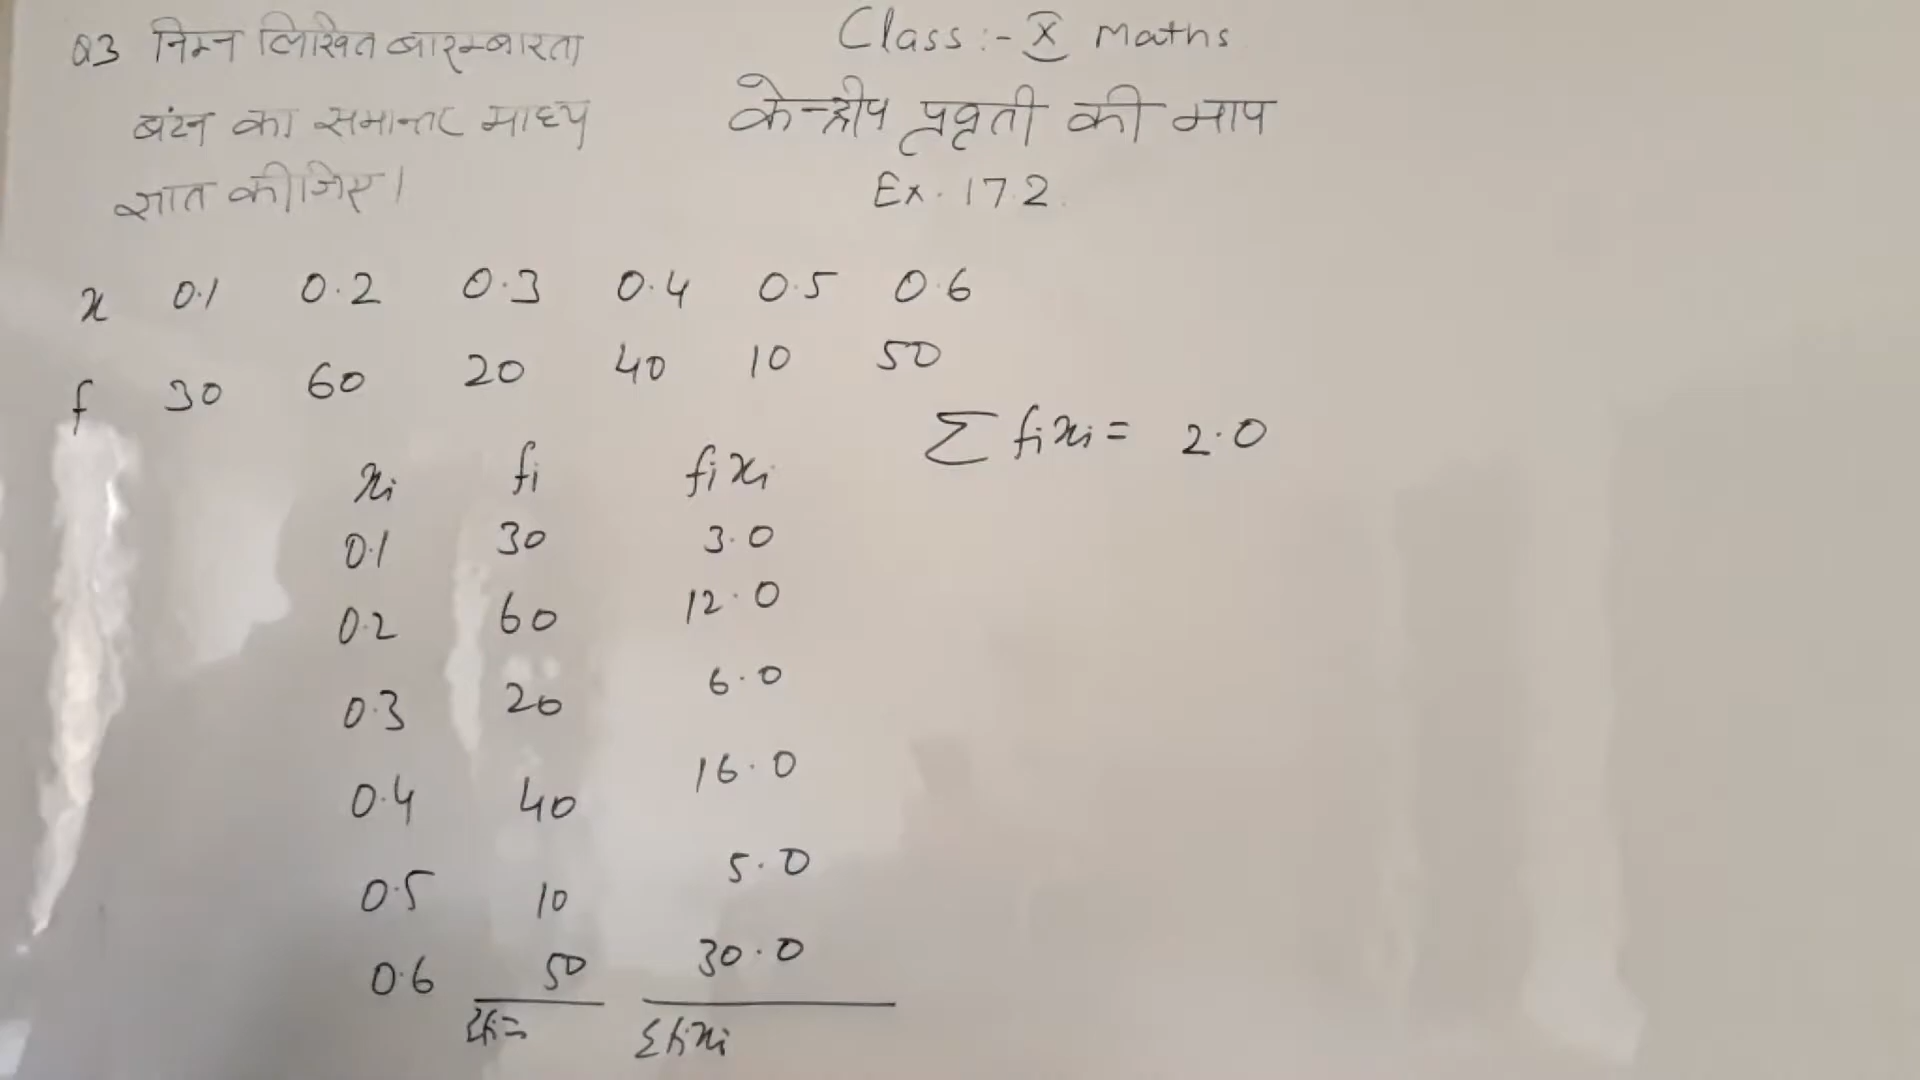 Q3 निम्न लिखित बारम्बारता
बंटन का समान्तर माध्य
ज्ञात कीजिए।
Class:- X Maths
केन्द्रीय प्रवृती की माप
Ex. 17.2
x 0.1 0.2 0.3 0.4 0.5 0.6
f 30 60 20 40 10 50
Σ fixi = 2.0
xi fi fixi
0.1 30 3.0
0.2 60 12.0
0.3 20 6.0
0.4 40 16.0
0.5 10 5.0
0.6 50 30.0
Σfi= Σfixi